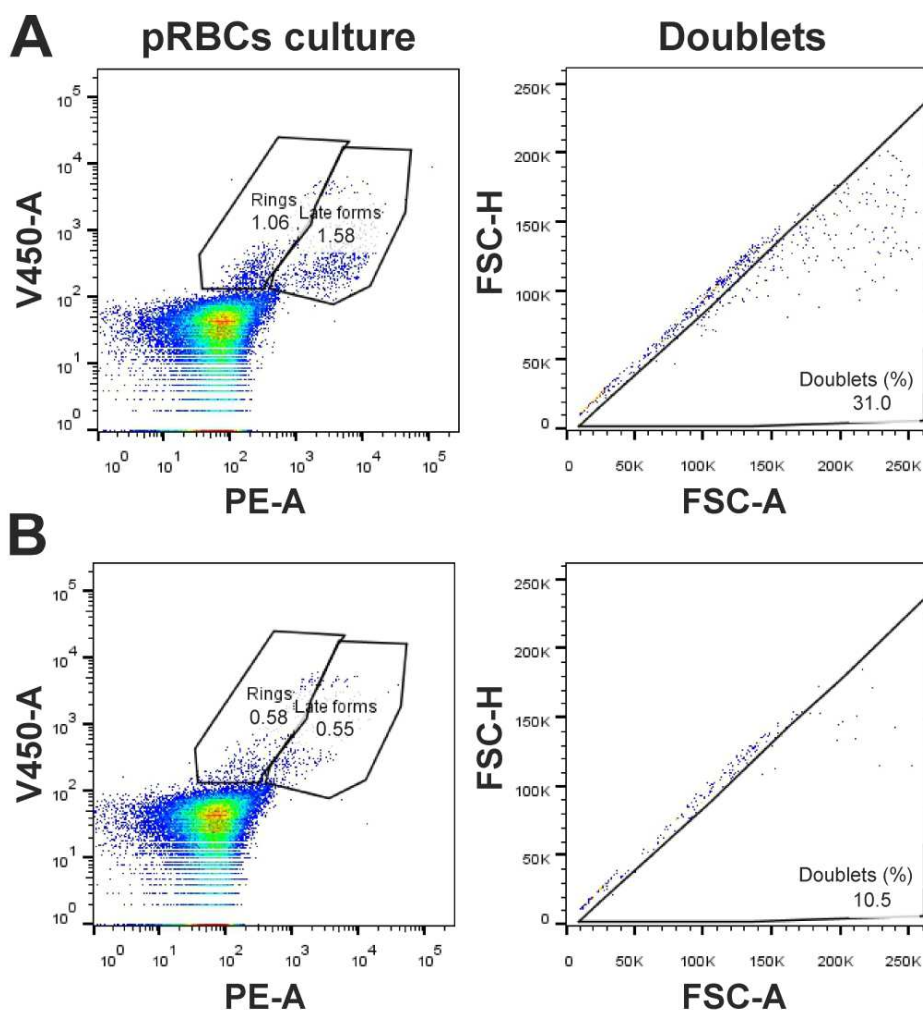 A
pRBCs culture
Doublets
V450-A
10^5
10^4
10^3
10^2
10^1
10^0
Rings
1.06
Late forms
1.58
10^0 10^1 10^2 10^3 10^4 10^5
PE-A
FSC-H
250K
200K
150K
100K
50K
0
Doublets (%)
31.0
0 50K 100K 150K 200K 250K
FSC-A
B
V450-A
10^5
10^4
10^3
10^2
10^1
10^0
Rings
0.58
Late forms
0.55
10^0 10^1 10^2 10^3 10^4 10^5
PE-A
FSC-H
250K
200K
150K
100K
50K
0
Doublets (%)
10.5
0 50K 100K 150K 200K 250K
FSC-A